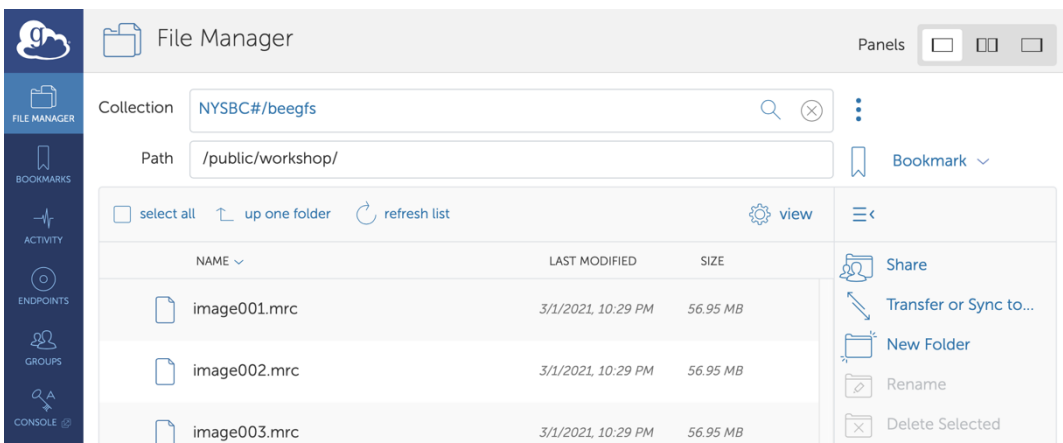 g
File Manager
Panels
FILE MANAGER
BOOKMARKS
ACTIVITY
ENDPOINTS
GROUPS
CONSOLE
Collection NYSBC#/beegfs
Path /public/workshop/
Bookmark
select all up one folder refresh list view
NAME LAST MODIFIED SIZE
image001.mrc 3/1/2021, 10:29 PM 56.95 MB
image002.mrc 3/1/2021, 10:29 PM 56.95 MB
image003.mrc 3/1/2021, 10:29 PM 56.95 MB
Share
Transfer or Sync to...
New Folder
Rename
Delete Selected